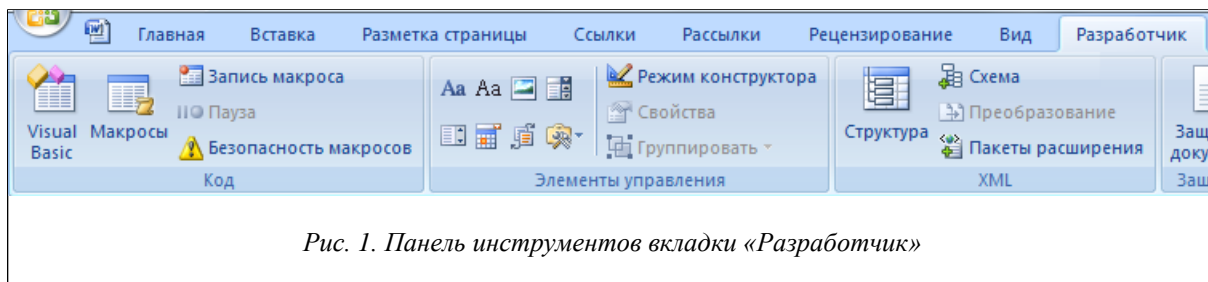 Главная Вставка Разметка страницы Ссылки Рассылки Рецензирование Вид Разработчик
Visual Basic
Макросы
Запись макроса
Пауза
Безопасность макросов
Код
Aa Aa
Режим конструктора
Свойства
Группировать
Элементы управления
Структура
Схема
Преобразование
Пакеты расширения
XML
Рис. 1. Панель инструментов вкладки «Разработчик»